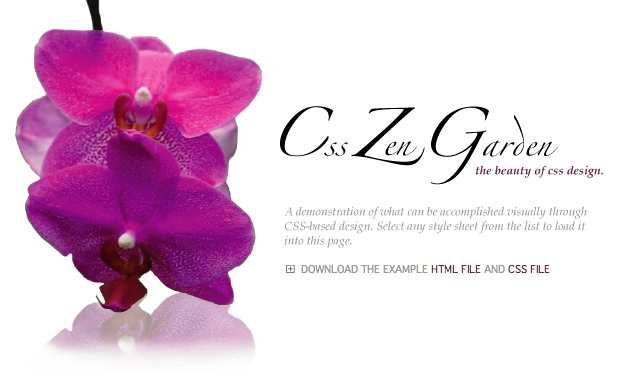 Css Zen Garden
the beauty of css design.
A demonstration of what can be accomplished visually through
CSS-based design. Select any style sheet from the list to load it
into this page.
DOWNLOAD THE EXAMPLE HTML FILE AND CSS FILE